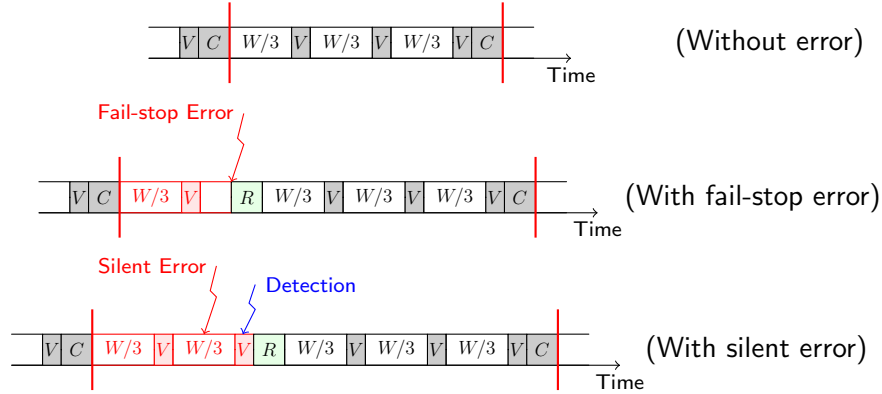 V C W/3 V W/3 V W/3 V C
(Without error)
Time
Fail-stop Error
V C W/3 V R W/3 V W/3 V W/3 V C
(With fail-stop error)
Time
Silent Error
Detection
V C W/3 V W/3 V R W/3 V W/3 V W/3 V C
(With silent error)
Time